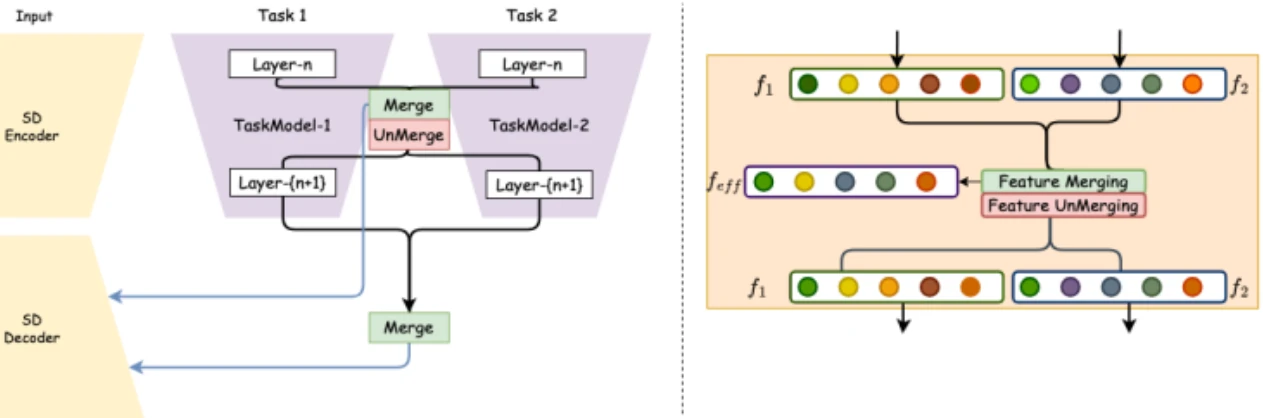 Input
Task 1
Task 2
Layer-n
Layer-n
SD
Encoder
Merge
TaskModel-1
UnMerge
TaskModel-2
Layer-{n+1}
Layer-{n+1}
SD
Decoder
Merge
f1
f2
feff
Feature Merging
Feature UnMerging
f1
f2